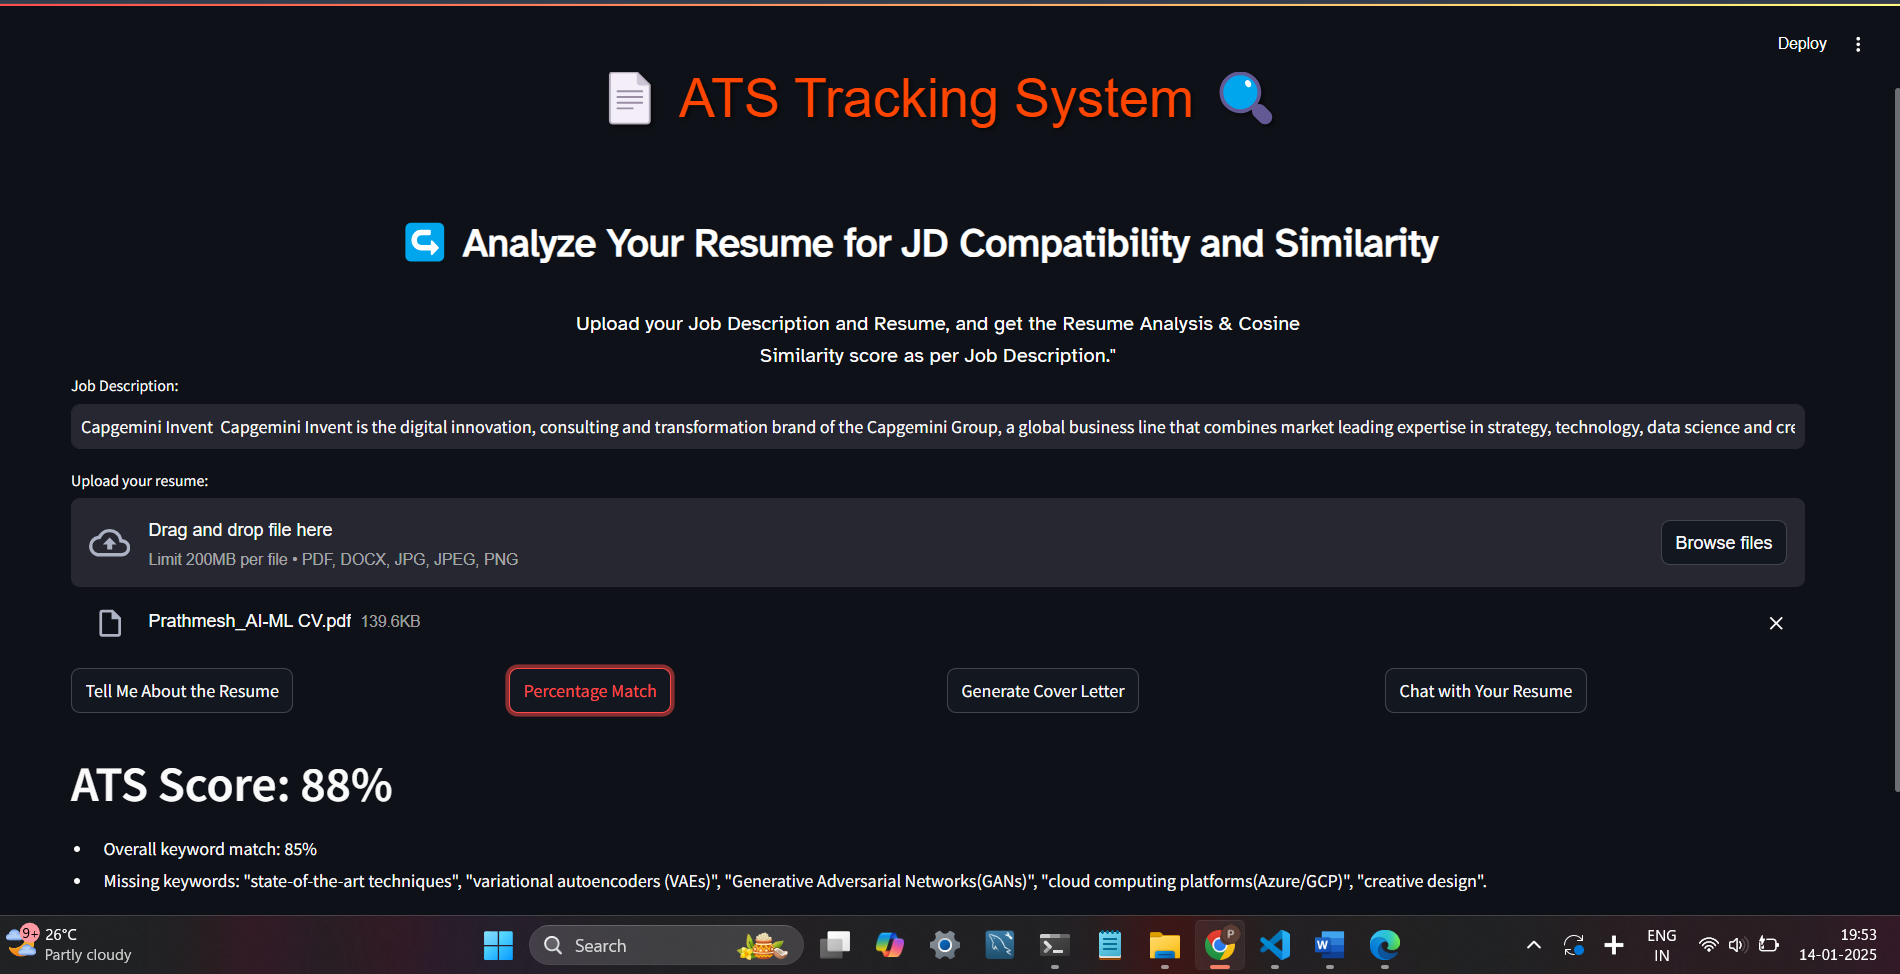 Deploy
ATS Tracking System
Analyze Your Resume for JD Compatibility and Similarity
Upload your Job Description and Resume, and get the Resume Analysis & Cosine
Similarity score as per Job Description."
Job Description:
Capgemini Invent  Capgemini Invent is the digital innovation, consulting and transformation brand of the Capgemini Group, a global business line that combines market leading expertise in strategy, technology, data science and cre
Upload your resume:
Drag and drop file here
Limit 200MB per file • PDF, DOCX, JPG, JPEG, PNG
Browse files
Prathmesh_AI-ML CV.pdf 139.6KB
Tell Me About the Resume
Percentage Match
Generate Cover Letter
Chat with Your Resume
ATS Score: 88%
• Overall keyword match: 85%
• Missing keywords: "state-of-the-art techniques", "variational autoencoders (VAEs)", "Generative Adversarial Networks(GANs)", "cloud computing platforms(Azure/GCP)", "creative design".
9+
26°C
Partly cloudy
Search
P
W
ENG
IN
19:53
14-01-2025